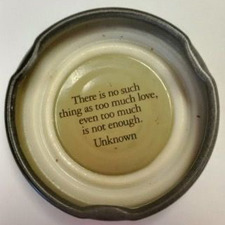 There is no such
thing as too much love,
even too much
is not enough.
Unknown